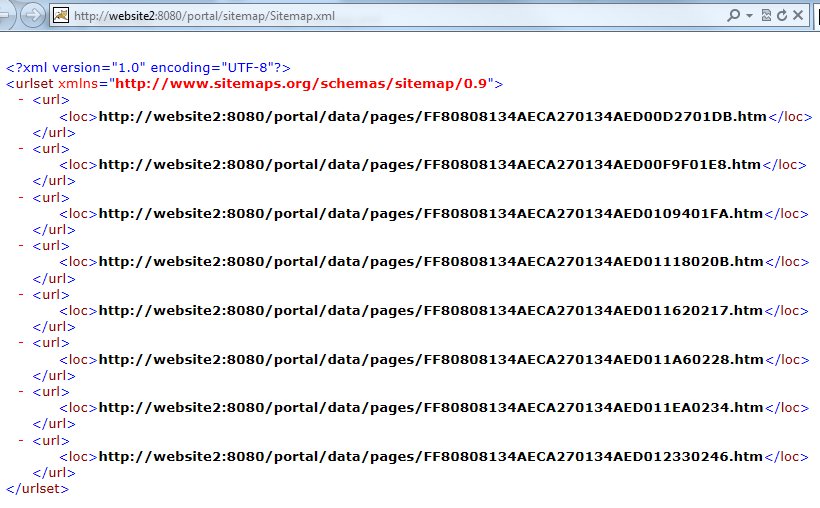 http://website2:8080/portal/sitemap/Sitemap.xml
<?xml version="1.0" encoding="UTF-8"?>
<urlset xmlns="http://www.sitemaps.org/schemas/sitemap/0.9">
- <url>
<loc>http://website2:8080/portal/data/pages/FF80808134AECA270134AED00D2701DB.htm</loc>
</url>
- <url>
<loc>http://website2:8080/portal/data/pages/FF80808134AECA270134AED00F9F01E8.htm</loc>
</url>
- <url>
<loc>http://website2:8080/portal/data/pages/FF80808134AECA270134AED0109401FA.htm</loc>
</url>
- <url>
<loc>http://website2:8080/portal/data/pages/FF80808134AECA270134AED01118020B.htm</loc>
</url>
- <url>
<loc>http://website2:8080/portal/data/pages/FF80808134AECA270134AED011620217.htm</loc>
</url>
- <url>
<loc>http://website2:8080/portal/data/pages/FF80808134AECA270134AED011A60228.htm</loc>
</url>
- <url>
<loc>http://website2:8080/portal/data/pages/FF80808134AECA270134AED011EA0234.htm</loc>
</url>
- <url>
<loc>http://website2:8080/portal/data/pages/FF80808134AECA270134AED012330246.htm</loc>
</url>
</urlset>